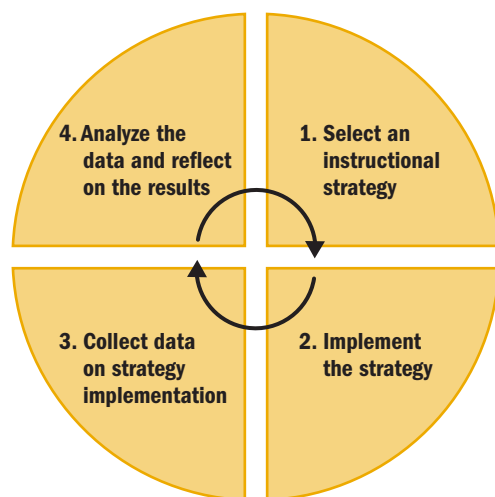 1. Select an
instructional
strategy
2. Implement
the strategy
3. Collect data
on strategy
implementation
4. Analyze the
data and reflect
on the results